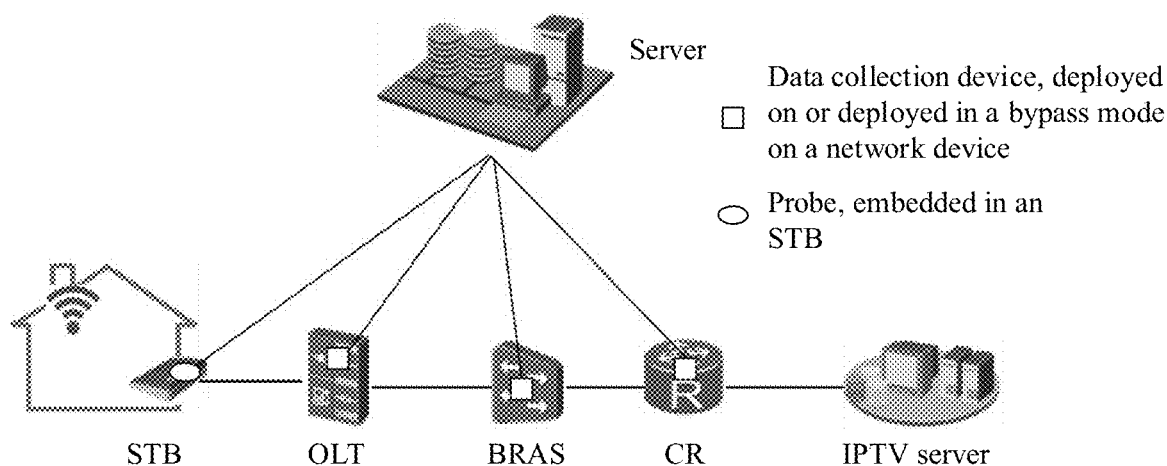 Server
Data collection device, deployed
on or deployed in a bypass mode
on a network device
Probe, embedded in an
STB
R
STB OLT BRAS CR IPTV server